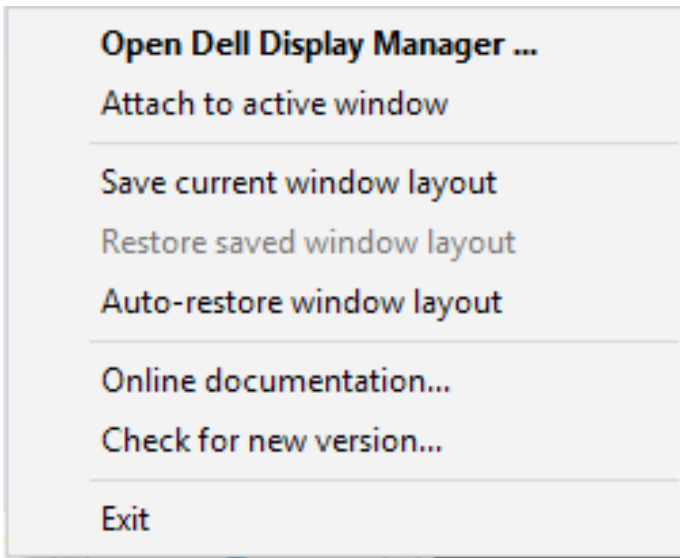 Open Dell Display Manager ...
Attach to active window
Save current window layout
Restore saved window layout
Auto-restore window layout
Online documentation...
Check for new version...
Exit